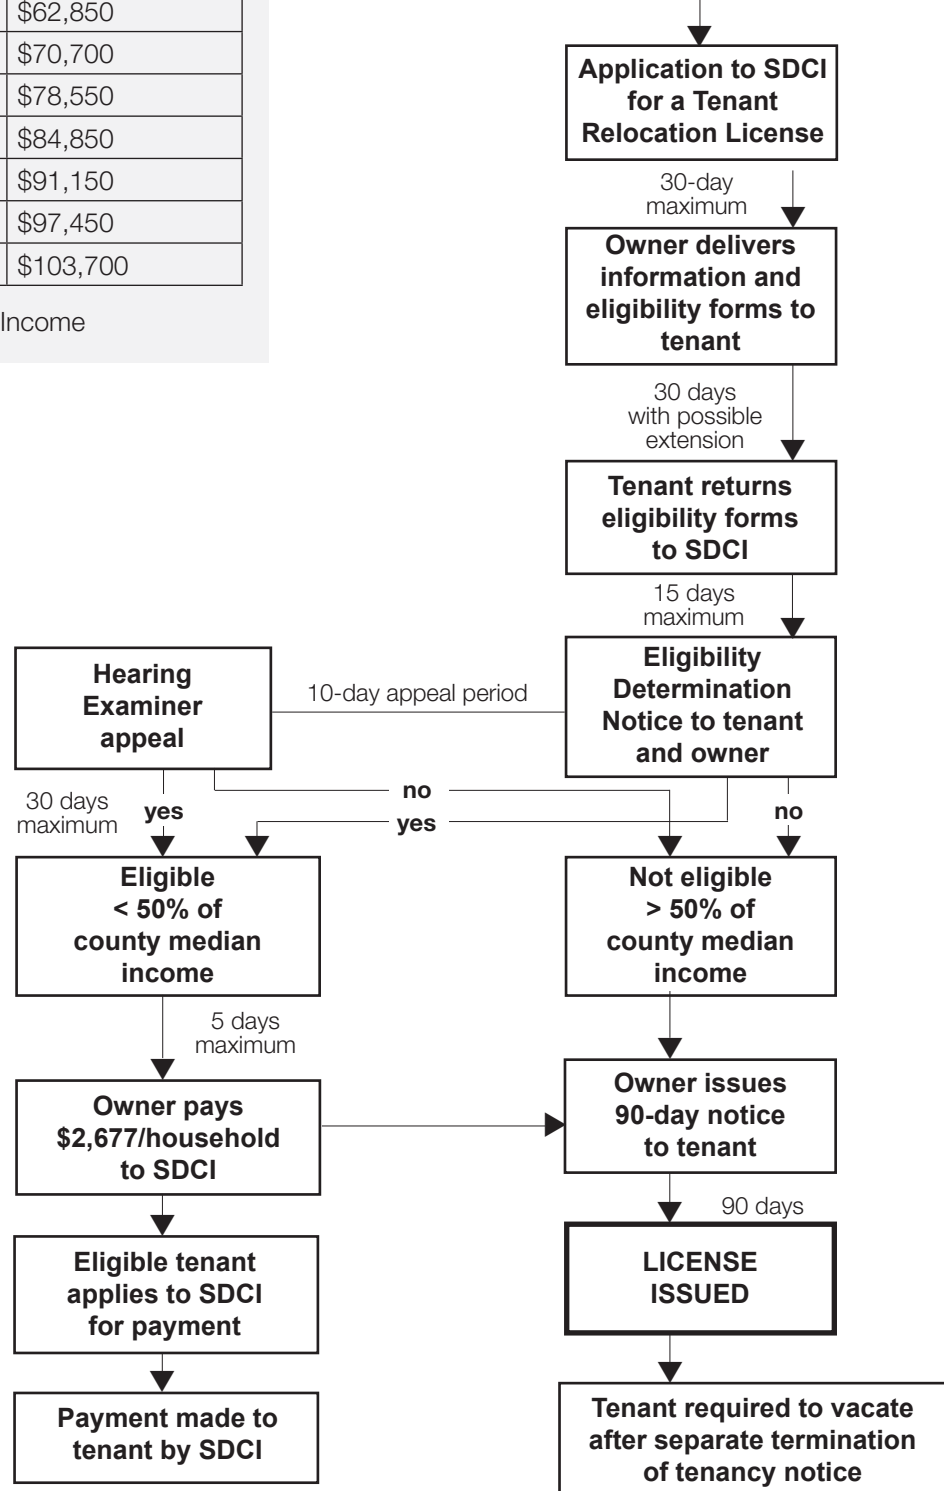 $62,850
$70,700
$78,550
$84,850
$91,150
$97,450
$103,700
Income
Application to SDCI
for a Tenant
Relocation License
30-day
maximum
Owner delivers
information and
eligibility forms to
tenant
30 days
with possible
extension
Tenant returns
eligibility forms
to SDCI
15 days
maximum
Eligibility
Determination
Notice to tenant
and owner
10-day appeal period
Hearing
Examiner
appeal
30 days
maximum
yes
no
yes
no
Eligible
< 50% of
county median
income
Not eligible
> 50% of
county median
income
5 days
maximum
Owner pays
$2,677/household
to SDCI
Owner issues
90-day notice
to tenant
90 days
Eligible tenant
applies to SDCI
for payment
LICENSE
ISSUED
Payment made to
tenant by SDCI
Tenant required to vacate
after separate termination
of tenancy notice